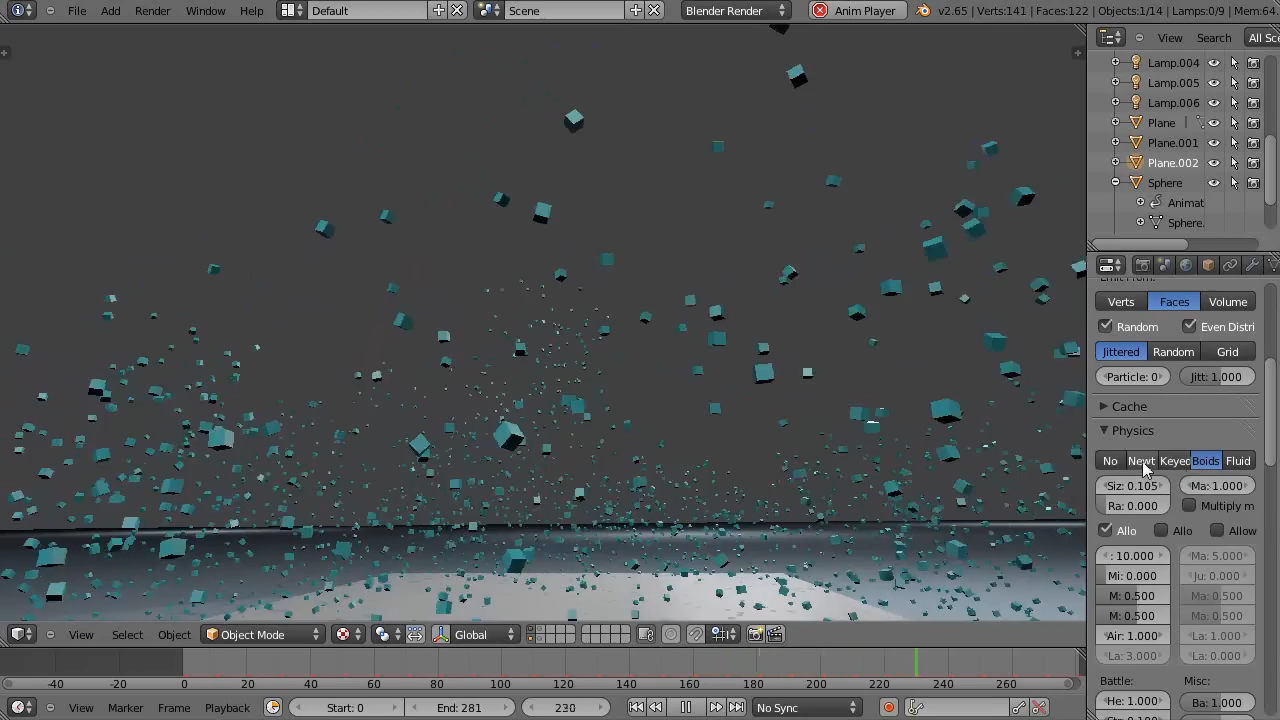 File Add Render Window Help Default Scene Blender Render Anim Player v2.65 | Verts:141 | Faces:122 | Objects:1/14 | Lamps:0/9 | Mem:64.
View Search All Sce
Lamp.004
Lamp.005
Lamp.006
Plane
Plane.001
Plane.002
Sphere
Animat
Sphere.
Verts Faces Volume
Random Even Distri
Jittered Random Grid
Particle: 0 Jitt: 1.000
Cache
Physics
No Newt Keyed Boids Fluid
Siz: 0.105 Ma: 1.000
Ra: 0.000 Multiply m
Allo Allo Allow
: 10.000 Ma: 5.000
Mi: 0.000 Ju: 0.000
M: 0.500 Ma: 0.500
M: 0.500 Ma: 0.500
Air: 1.000 La: 1.000
La: 3.000 La: 0.000
Battle: Misc:
He: 1.000 Ba: 1.000
View Select Object Object Mode Global
-40 -20 0 20 40 60 80 100 120 140 160 180 200 220 240 260
View Marker Frame Playback Start: 0 End: 281 230 No Sync